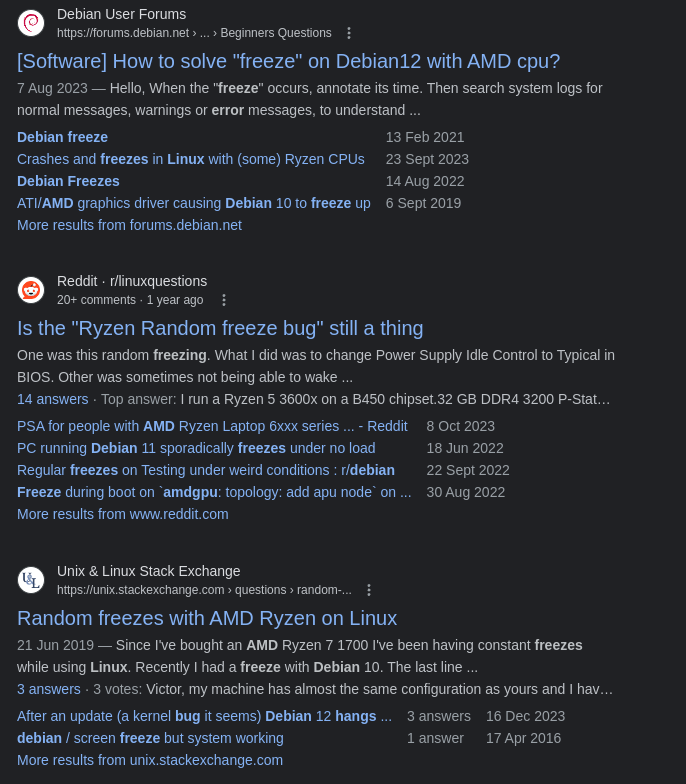 Debian User Forums
https://forums.debian.net › ... › Beginners Questions
[Software] How to solve "freeze" on Debian12 with AMD cpu?
7 Aug 2023 — Hello, When the "freeze" occurs, annotate its time. Then search system logs for
normal messages, warnings or error messages, to understand ...
Debian freeze 13 Feb 2021
Crashes and freezes in Linux with (some) Ryzen CPUs 23 Sept 2023
Debian Freezes 14 Aug 2022
ATI/AMD graphics driver causing Debian 10 to freeze up 6 Sept 2019
More results from forums.debian.net
Reddit · r/linuxquestions
20+ comments · 1 year ago
Is the "Ryzen Random freeze bug" still a thing
One was this random freezing. What I did was to change Power Supply Idle Control to Typical in
BIOS. Other was sometimes not being able to wake ...
14 answers · Top answer: I run a Ryzen 5 3600x on a B450 chipset.32 GB DDR4 3200 P-Stat…
PSA for people with AMD Ryzen Laptop 6xxx series ... - Reddit 8 Oct 2023
PC running Debian 11 sporadically freezes under no load 18 Jun 2022
Regular freezes on Testing under weird conditions : r/debian 22 Sept 2022
Freeze during boot on `amdgpu: topology: add apu node` on ... 30 Aug 2022
More results from www.reddit.com
U&L
Unix & Linux Stack Exchange
https://unix.stackexchange.com › questions › random-...
Random freezes with AMD Ryzen on Linux
21 Jun 2019 — Since I've bought an AMD Ryzen 7 1700 I've been having constant freezes
while using Linux. Recently I had a freeze with Debian 10. The last line ...
3 answers · 3 votes: Victor, my machine has almost the same configuration as yours and I hav…
After an update (a kernel bug it seems) Debian 12 hangs ... 3 answers 16 Dec 2023
debian / screen freeze but system working 1 answer 17 Apr 2016
More results from unix.stackexchange.com